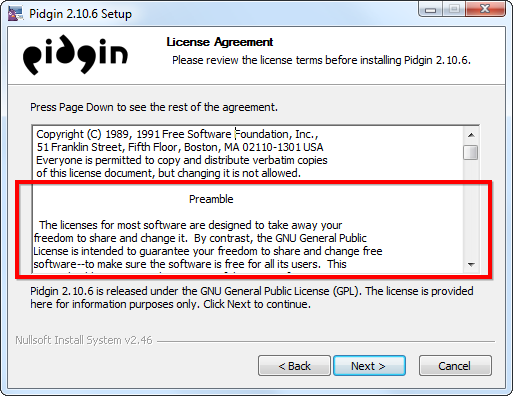 Pidgin 2.10.6 Setup
pidgin
License Agreement
Please review the license terms before installing Pidgin 2.10.6.
Press Page Down to see the rest of the agreement.
Copyright (C) 1989, 1991 Free Software Foundation, Inc.,
51 Franklin Street, Fifth Floor, Boston, MA 02110-1301 USA
Everyone is permitted to copy and distribute verbatim copies
of this license document, but changing it is not allowed.
Preamble
The licenses for most software are designed to take away your
freedom to share and change it. By contrast, the GNU General Public
License is intended to guarantee your freedom to share and change free
software--to make sure the software is free for all its users. This
Pidgin 2.10.6 is released under the GNU General Public License (GPL). The license is provided
here for information purposes only. Click Next to continue.
Nullsoft Install System v2.46
< Back
Next >
Cancel